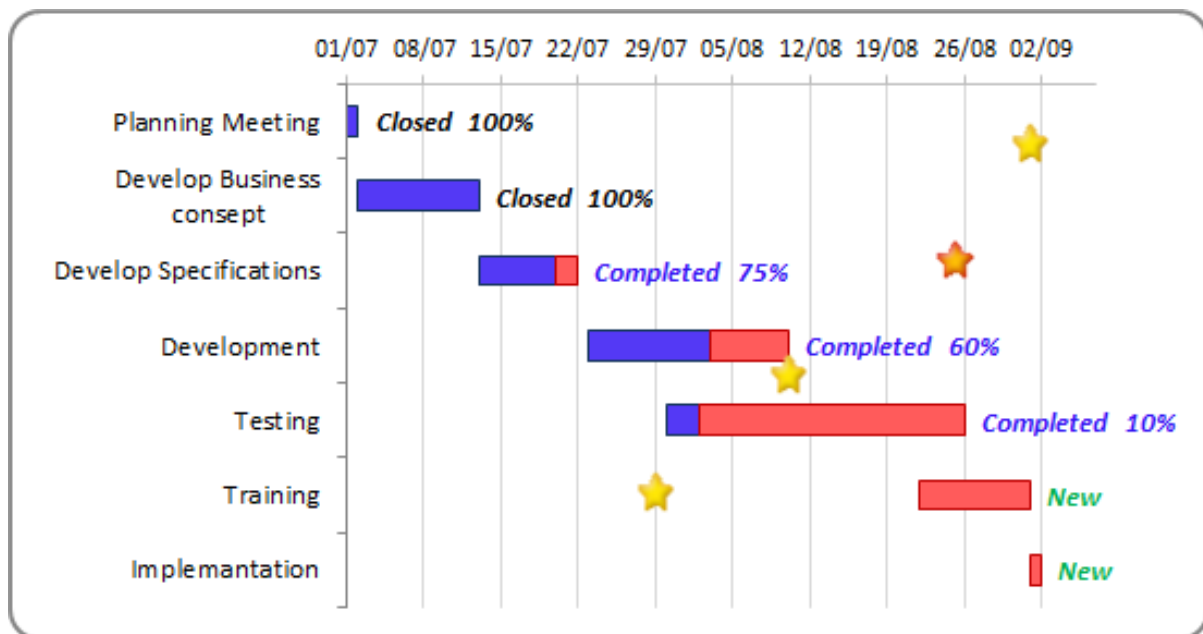 01/07 08/07 15/07 22/07 29/07 05/08 12/08 19/08 26/08 02/09
Planning Meeting Closed 100%
Develop Business
consept Closed 100%
Develop Specifications Completed 75%
Development Completed 60%
Testing Completed 10%
Training New
Implemantation New